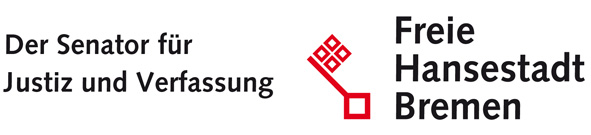 Der Senator für
Justiz und Verfassung
Freie
Hansestadt
Bremen